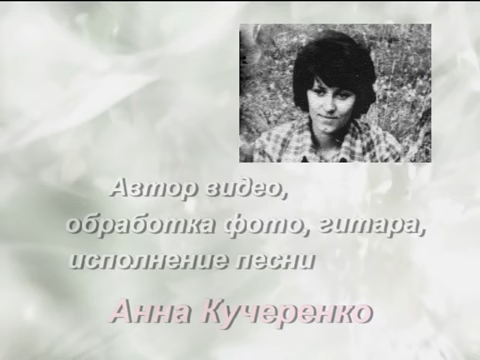 Автор видео,
обработка фото, гитара,
исполнение песни
Анна Кучеренко